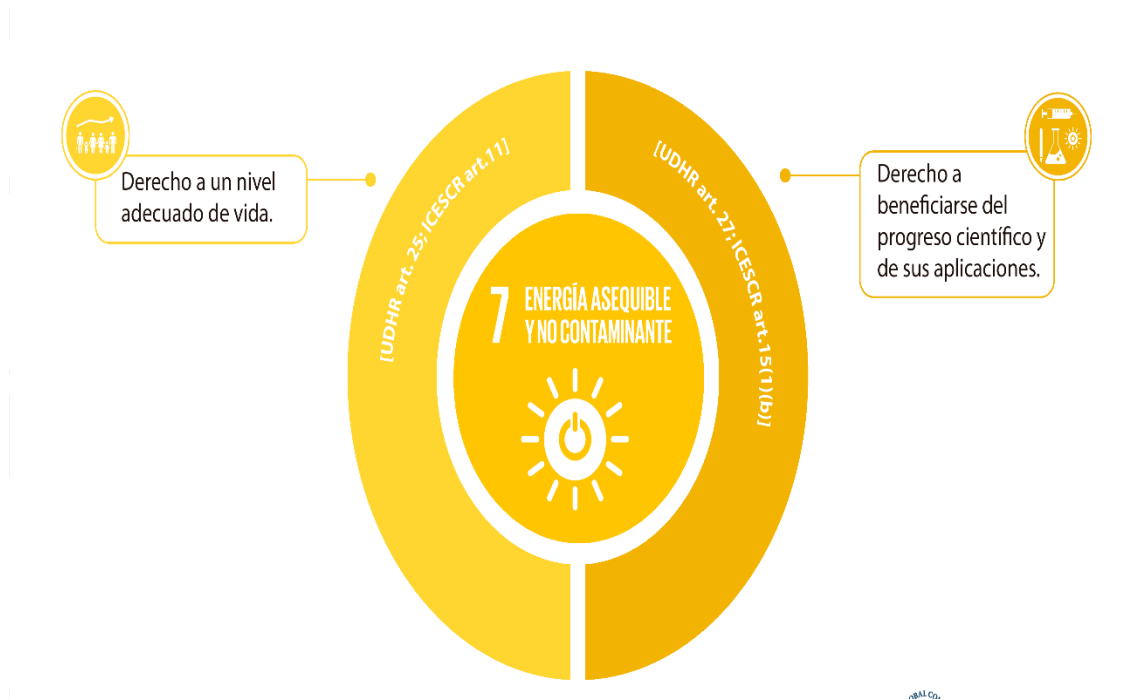 Derecho a un nivel
adecuado de vida.
[UDHR art. 25; ICESCR art.11]
7 ENERGÍA ASEQUIBLE
Y NO CONTAMINANTE
[UDHR art. 27; ICESCR art.15(1)(b)]
Derecho a
beneficiarse del
progreso científico y
de sus aplicaciones.